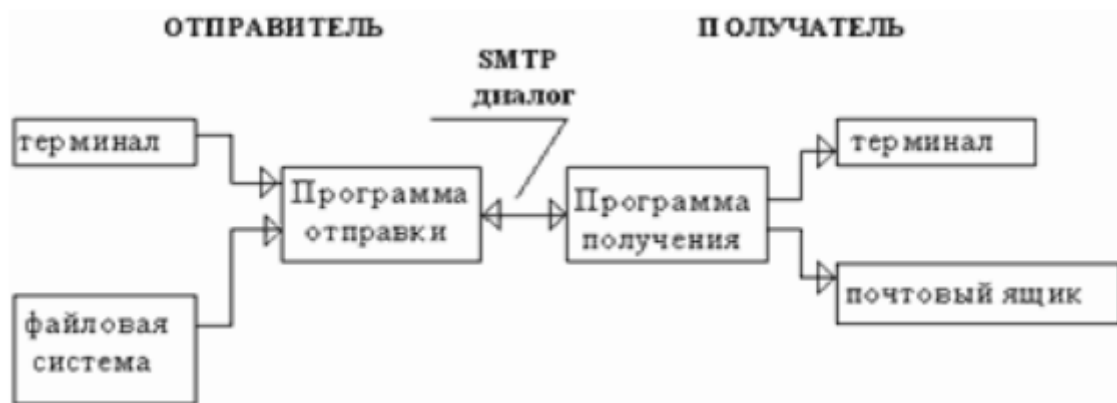 ОТПРАВИТЕЛЬ
ПОЛУЧАТЕЛЬ
SMTP
диалог
терминал
терминал
Программа
отправки
Программа
получения
файловая
система
почтовый ящик